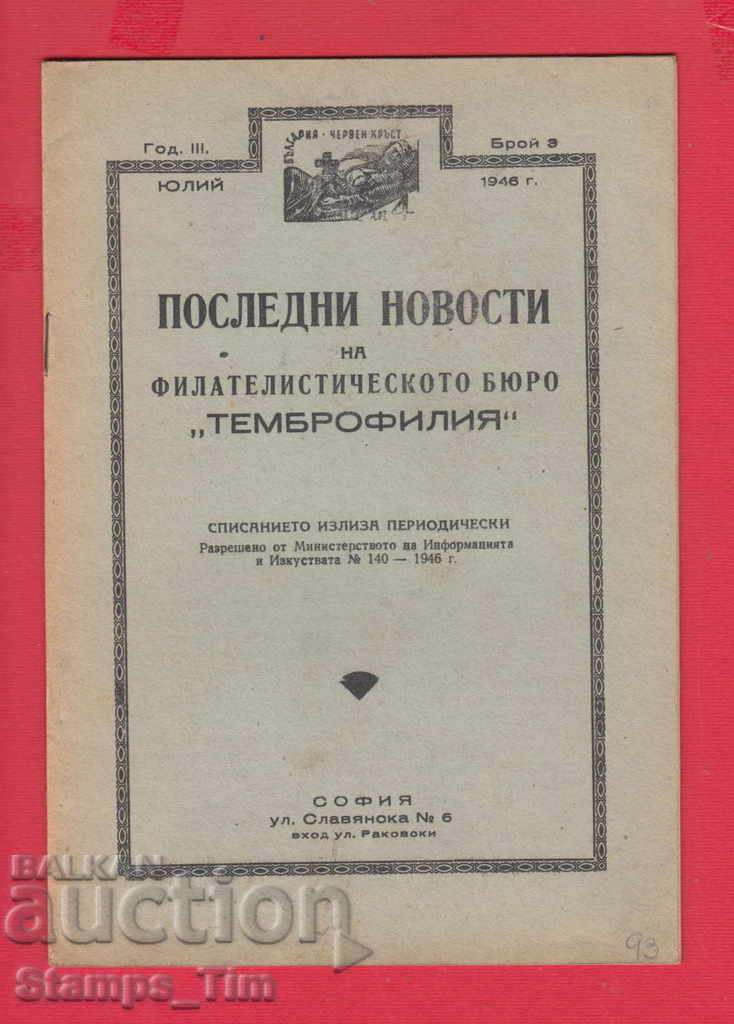 Год. III.
БЪЛГАРИЯ · ЧЕРВЕН КРЪСТ
Брой 3
ЮЛИЙ
1946 г.
ПОСЛЕДНИ НОВОСТИ
НА
ФИЛАТЕЛИСТИЧЕСКОТО БЮРО
„ТЕМБРОФИЛИЯ“
СПИСАНИЕТО ИЗЛИЗА ПЕРИОДИЧЕСКИ
Разрешено от Министерството на Информацията
и Изкуствата № 140 — 1946 г.
СОФИЯ
ул. Славянска № 6
вход ул. Раковски
BALKAN
auction
Stamps_Tim
93